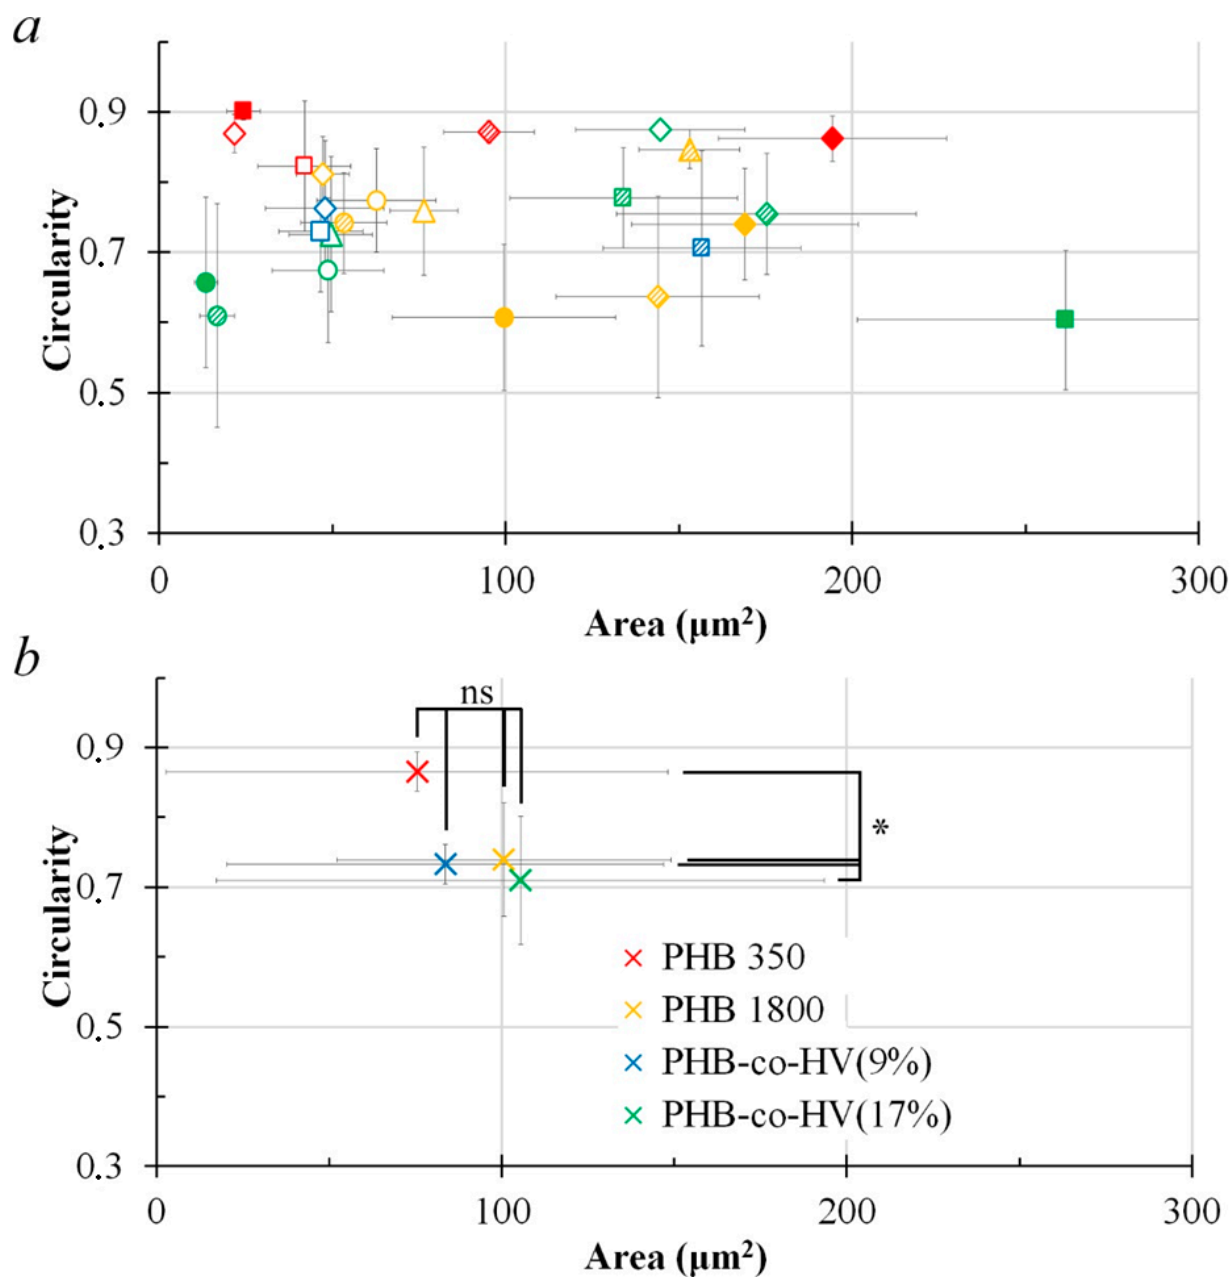 a
Circularity
0.9
0.7
0.5
0.3
0 100 200 300
Area (μm²)
b
ns
*
Circularity
0.9
0.7
0.5
0.3
PHB 350
PHB 1800
PHB-co-HV(9%)
PHB-co-HV(17%)
0 100 200 300
Area (μm²)